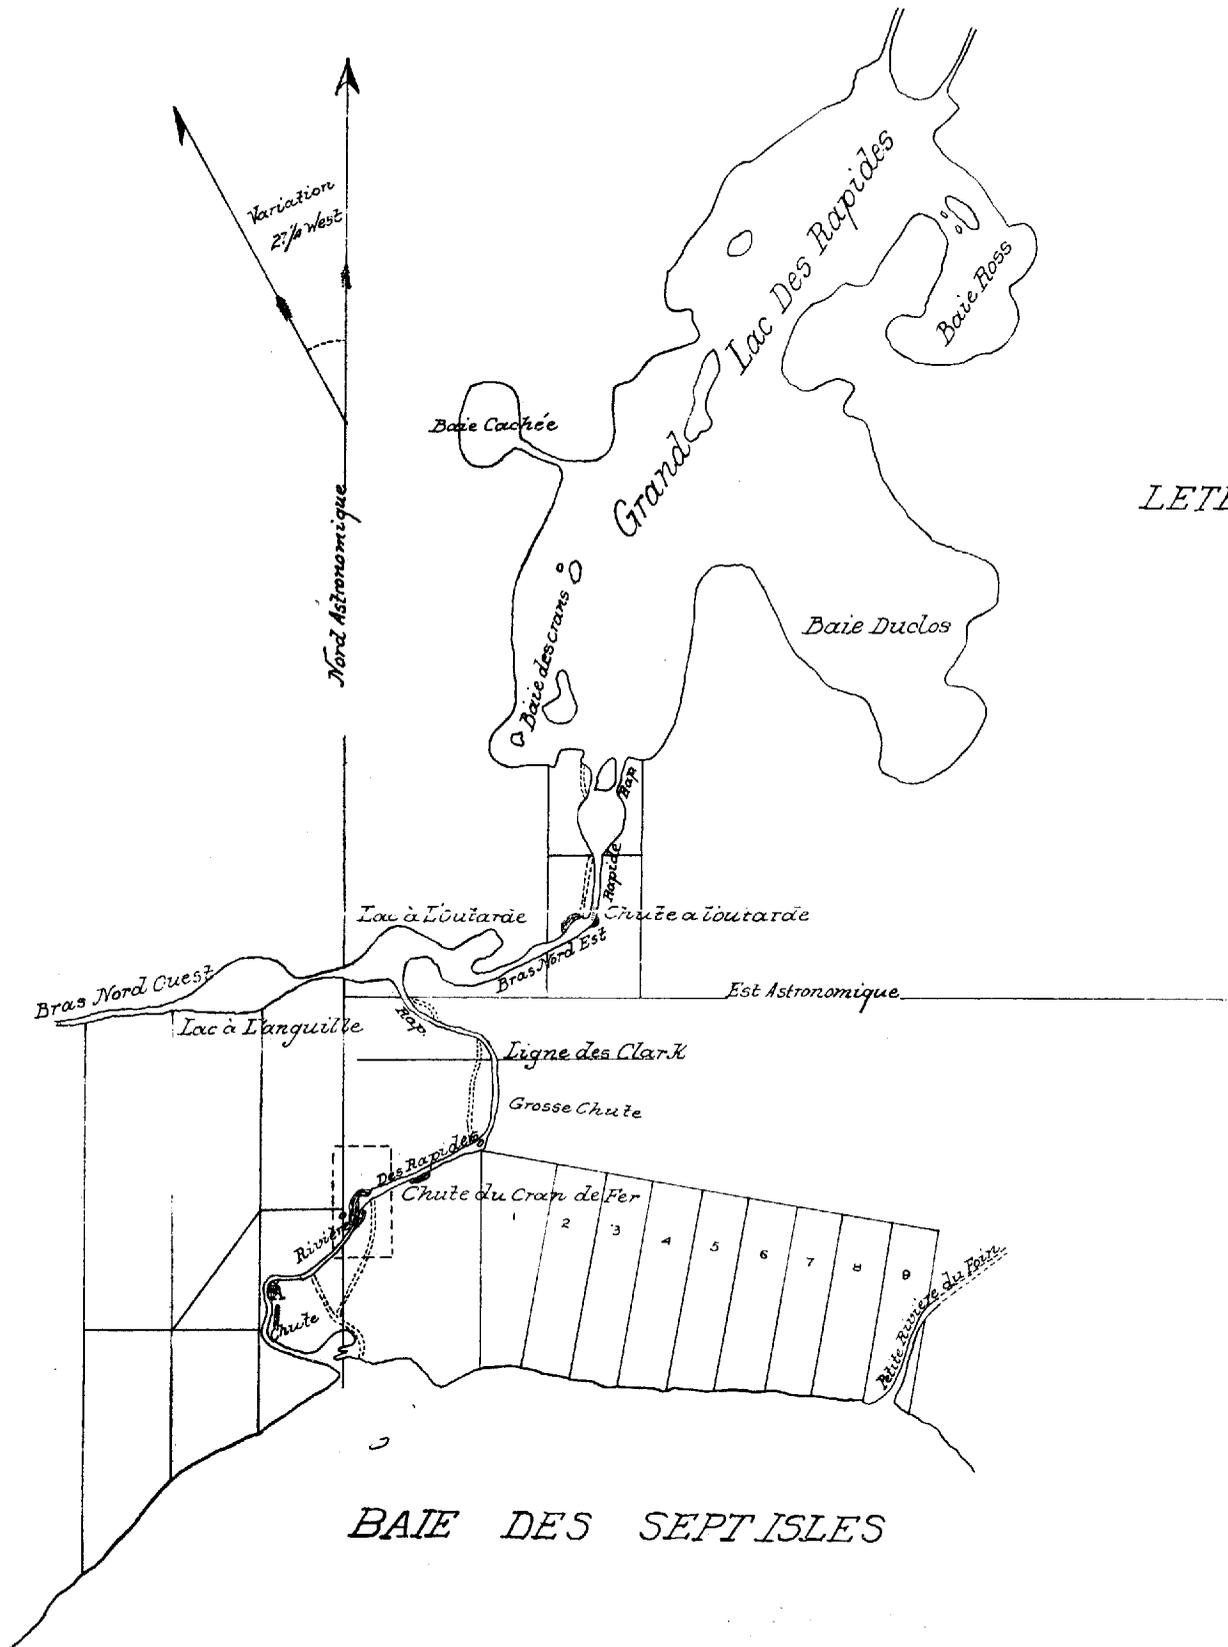 Variation
27¼ West
Nord Astronomique
Grand Lac Des Rapides
Baie Ross
Baie Cachée
LETE
Baie Duclos
Baie des crans
Rap
Rapide
Lac à L'Outarde
Chute a l'outarde
Bras Nord Est
Bras Nord Ouest
Est Astronomique
Lac à L'anguille
Rap.
Ligne des Clark
Grosse Chute
Rivière Des Rapides
Chute du Cran de Fer
1
2
3
4
5
6
7
8
9
A
Chute
Petite Rivière du Foin
BAIE DES SEPT ISLES